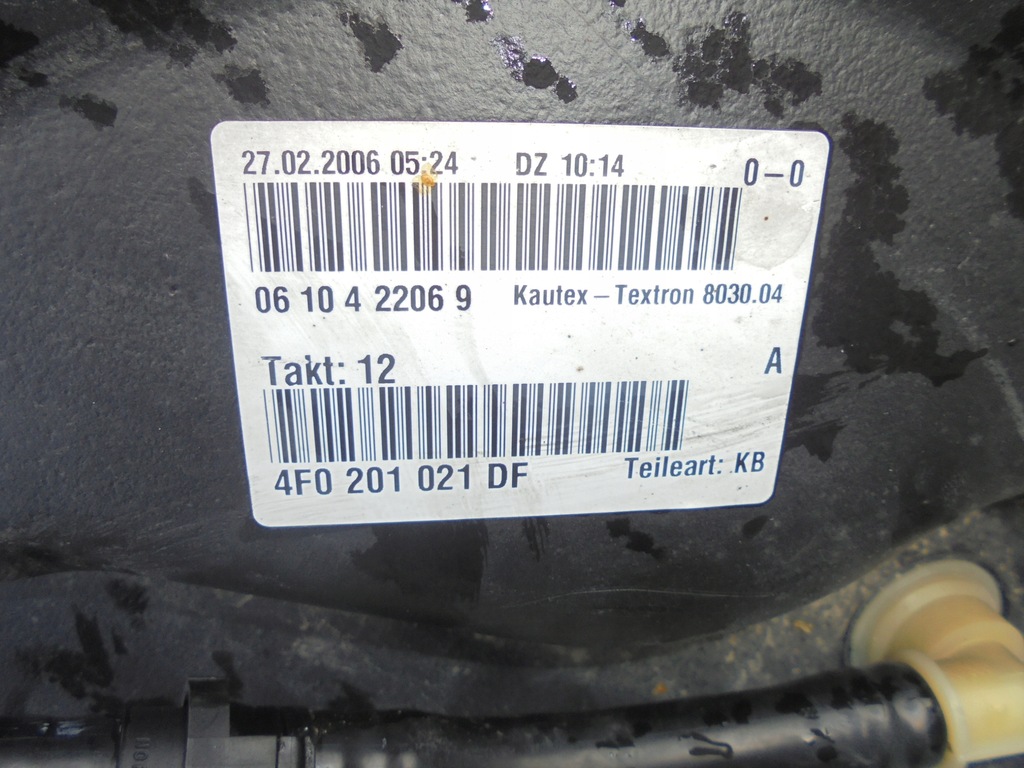 27.02.2006 05:24 DZ 10:14 0–0
06 10 4 2206 9 Kautex – Textron 8030.04
Takt: 12 A
4F0 201 021 DF Teileart: KB